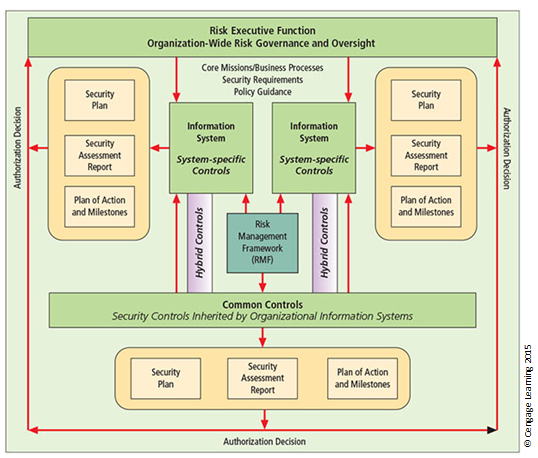 Risk Executive Function
Organization-Wide Risk Governance and Oversight
Core Missions/Business Processes
Security Requirements
Policy Guidance
Authorization Decision
Security
Plan
Security
Assessment
Report
Plan of Action
and Milestones
Information
System
System-specific
Controls
Information
System
System-specific
Controls
Security
Plan
Security
Assessment
Report
Plan of Action
and Milestones
Authorization Decision
Hybrid Controls
Risk
Management
Framework
(RMF)
Hybrid Controls
Common Controls
Security Controls Inherited by Organizational Information Systems
Security
Plan
Security
Assessment
Report
Plan of Action
and Milestones
Authorization Decision
© Cengage Learning 2015